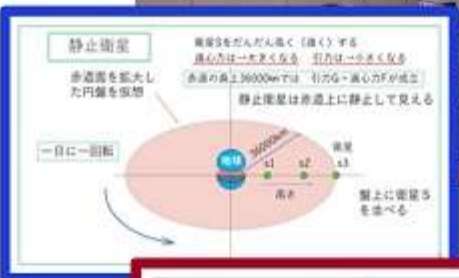 静止衛星
衛星Sをだんだん高く（遠く）する
遠心力は→大きくなる 引力は→小さくなる
赤道の真上36000kmでは 引力G=遠心力Fが成立
静止衛星は赤道上に静止して見える
赤道面を拡大し
た円盤を仮想
一日に一回転
36000km
地球
衛星
s1 s2 s3
高さ
盤上に衛星S
を並べる